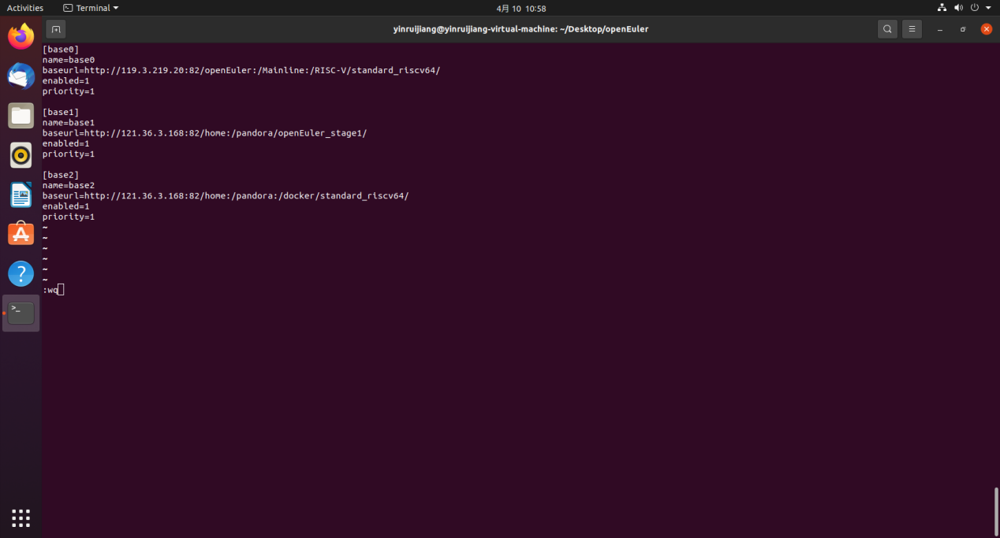 Activities
Terminal
4月 10 10:58
yinruijiang@yinruijiang-virtual-machine: ~/Desktop/openEuler
[base0]
name=base0
baseurl=http://119.3.219.20:82/openEuler:/Mainline:/RISC-V/standard_riscv64/
enabled=1
priority=1
[base1]
name=base1
baseurl=http://121.36.3.168:82/home:/pandora/openEuler_stage1/
enabled=1
priority=1
[base2]
name=base2
baseurl=http://121.36.3.168:82/home:/pandora:/docker/standard_riscv64/
enabled=1
priority=1
~
~
~
~
~
~
:wq